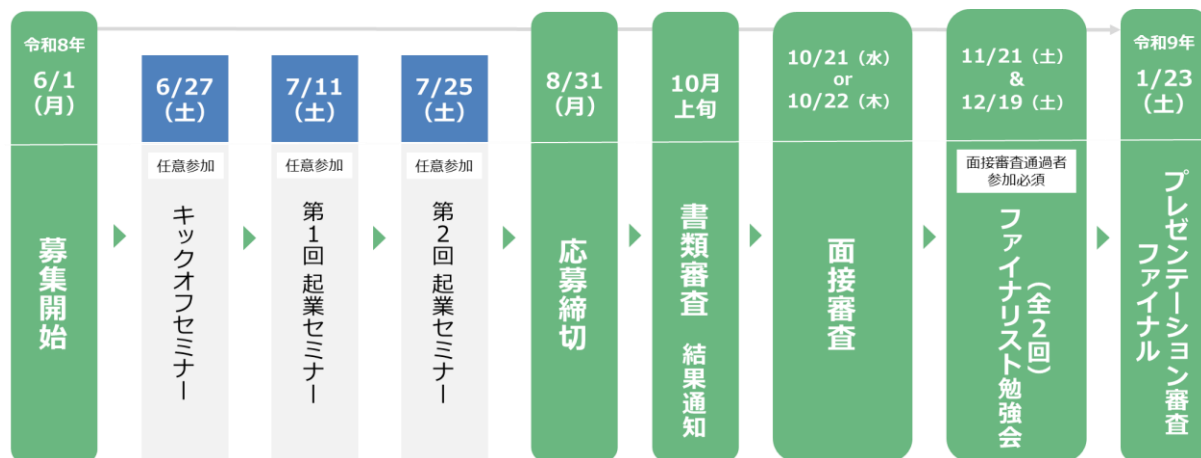 令和8年
6/1
（月）
募集開始
6/27
（土）
任意参加
キックオフセミナー
7/11
（土）
任意参加
第1回 起業セミナー
7/25
（土）
任意参加
第2回 起業セミナー
8/31
（月）
応募締切
10月
上旬
書類審査 結果通知
10/21（水）
or
10/22（木）
面接審査
11/21（土）
&
12/19（土）
面接審査通過者
参加必須
ファイナリスト勉強会
（全2回）
令和9年
1/23
（土）
プレゼンテーション審査
ファイナル